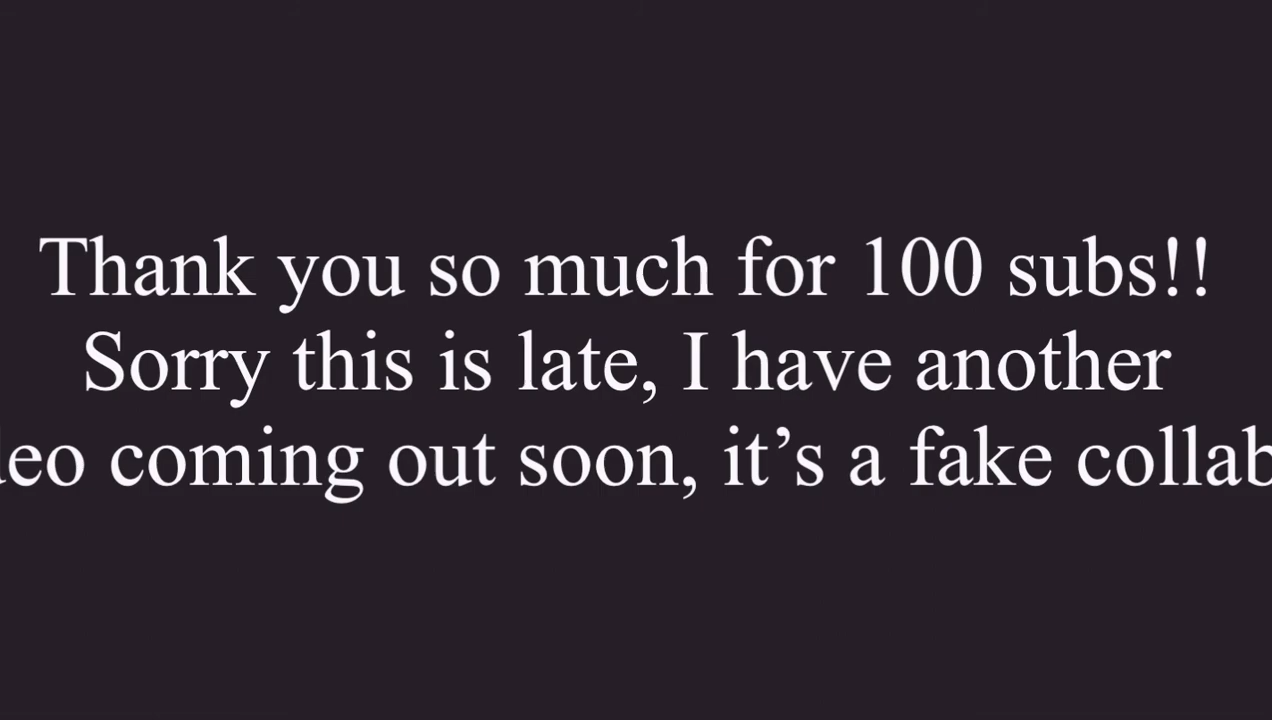 Thank you so much for 100 subs!!
Sorry this is late, I have another
deo coming out soon, it’s a fake collab